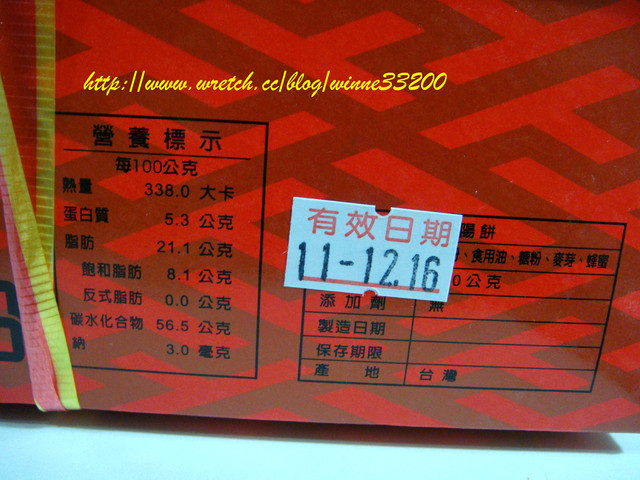 http://www.wretch.cc/blog/winne33200
營養標示
每100公克
熱量 338.0 大卡
蛋白質 5.3 公克
脂肪 21.1 公克
飽和脂肪 8.1 公克
反式脂肪 0.0 公克
碳水化合物 56.5 公克
鈉 3.0 毫克
有效日期
11-12.16
陽餅
、食用油、糖粉、麥芽、蜂蜜
0公克
添加劑 無
製造日期
保存期限
產地 台灣